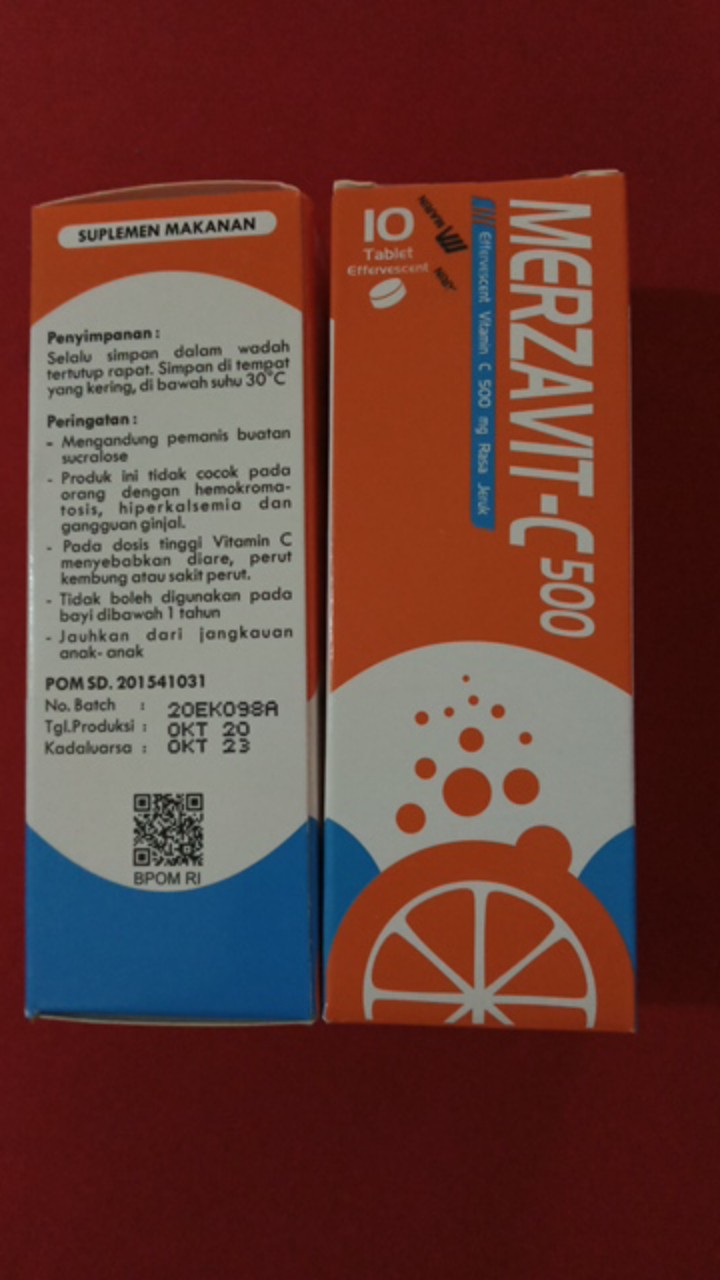 SUPLEMEN MAKANAN
Penyimpanan :
Selalu simpan dalam wadah
tertutup rapat. Simpan di tempat
yang kering, di bawah suhu 30°C
Peringatan :
- Mengandung pemanis buatan
sucralose
- Produk ini tidak cocok pada
orang dengan hemokroma-
tosis, hiperkalsemia dan
gangguan ginjal.
- Pada dosis tinggi Vitamin C
menyebabkan diare, perut
kembung atau sakit perut.
- Tidak boleh digunakan pada
bayi dibawah 1 tahun
- Jauhkan dari jangkauan
anak- anak
POM SD. 201541031
No. Batch : 20EK098A
Tgl.Produksi : OKT 20
Kadaluarsa : OKT 23
BPOM RI
10
Tablet
Effervescent
MERZAVIT-C 500
Effervescent Vitamin C 500 mg Rasa Jeruk